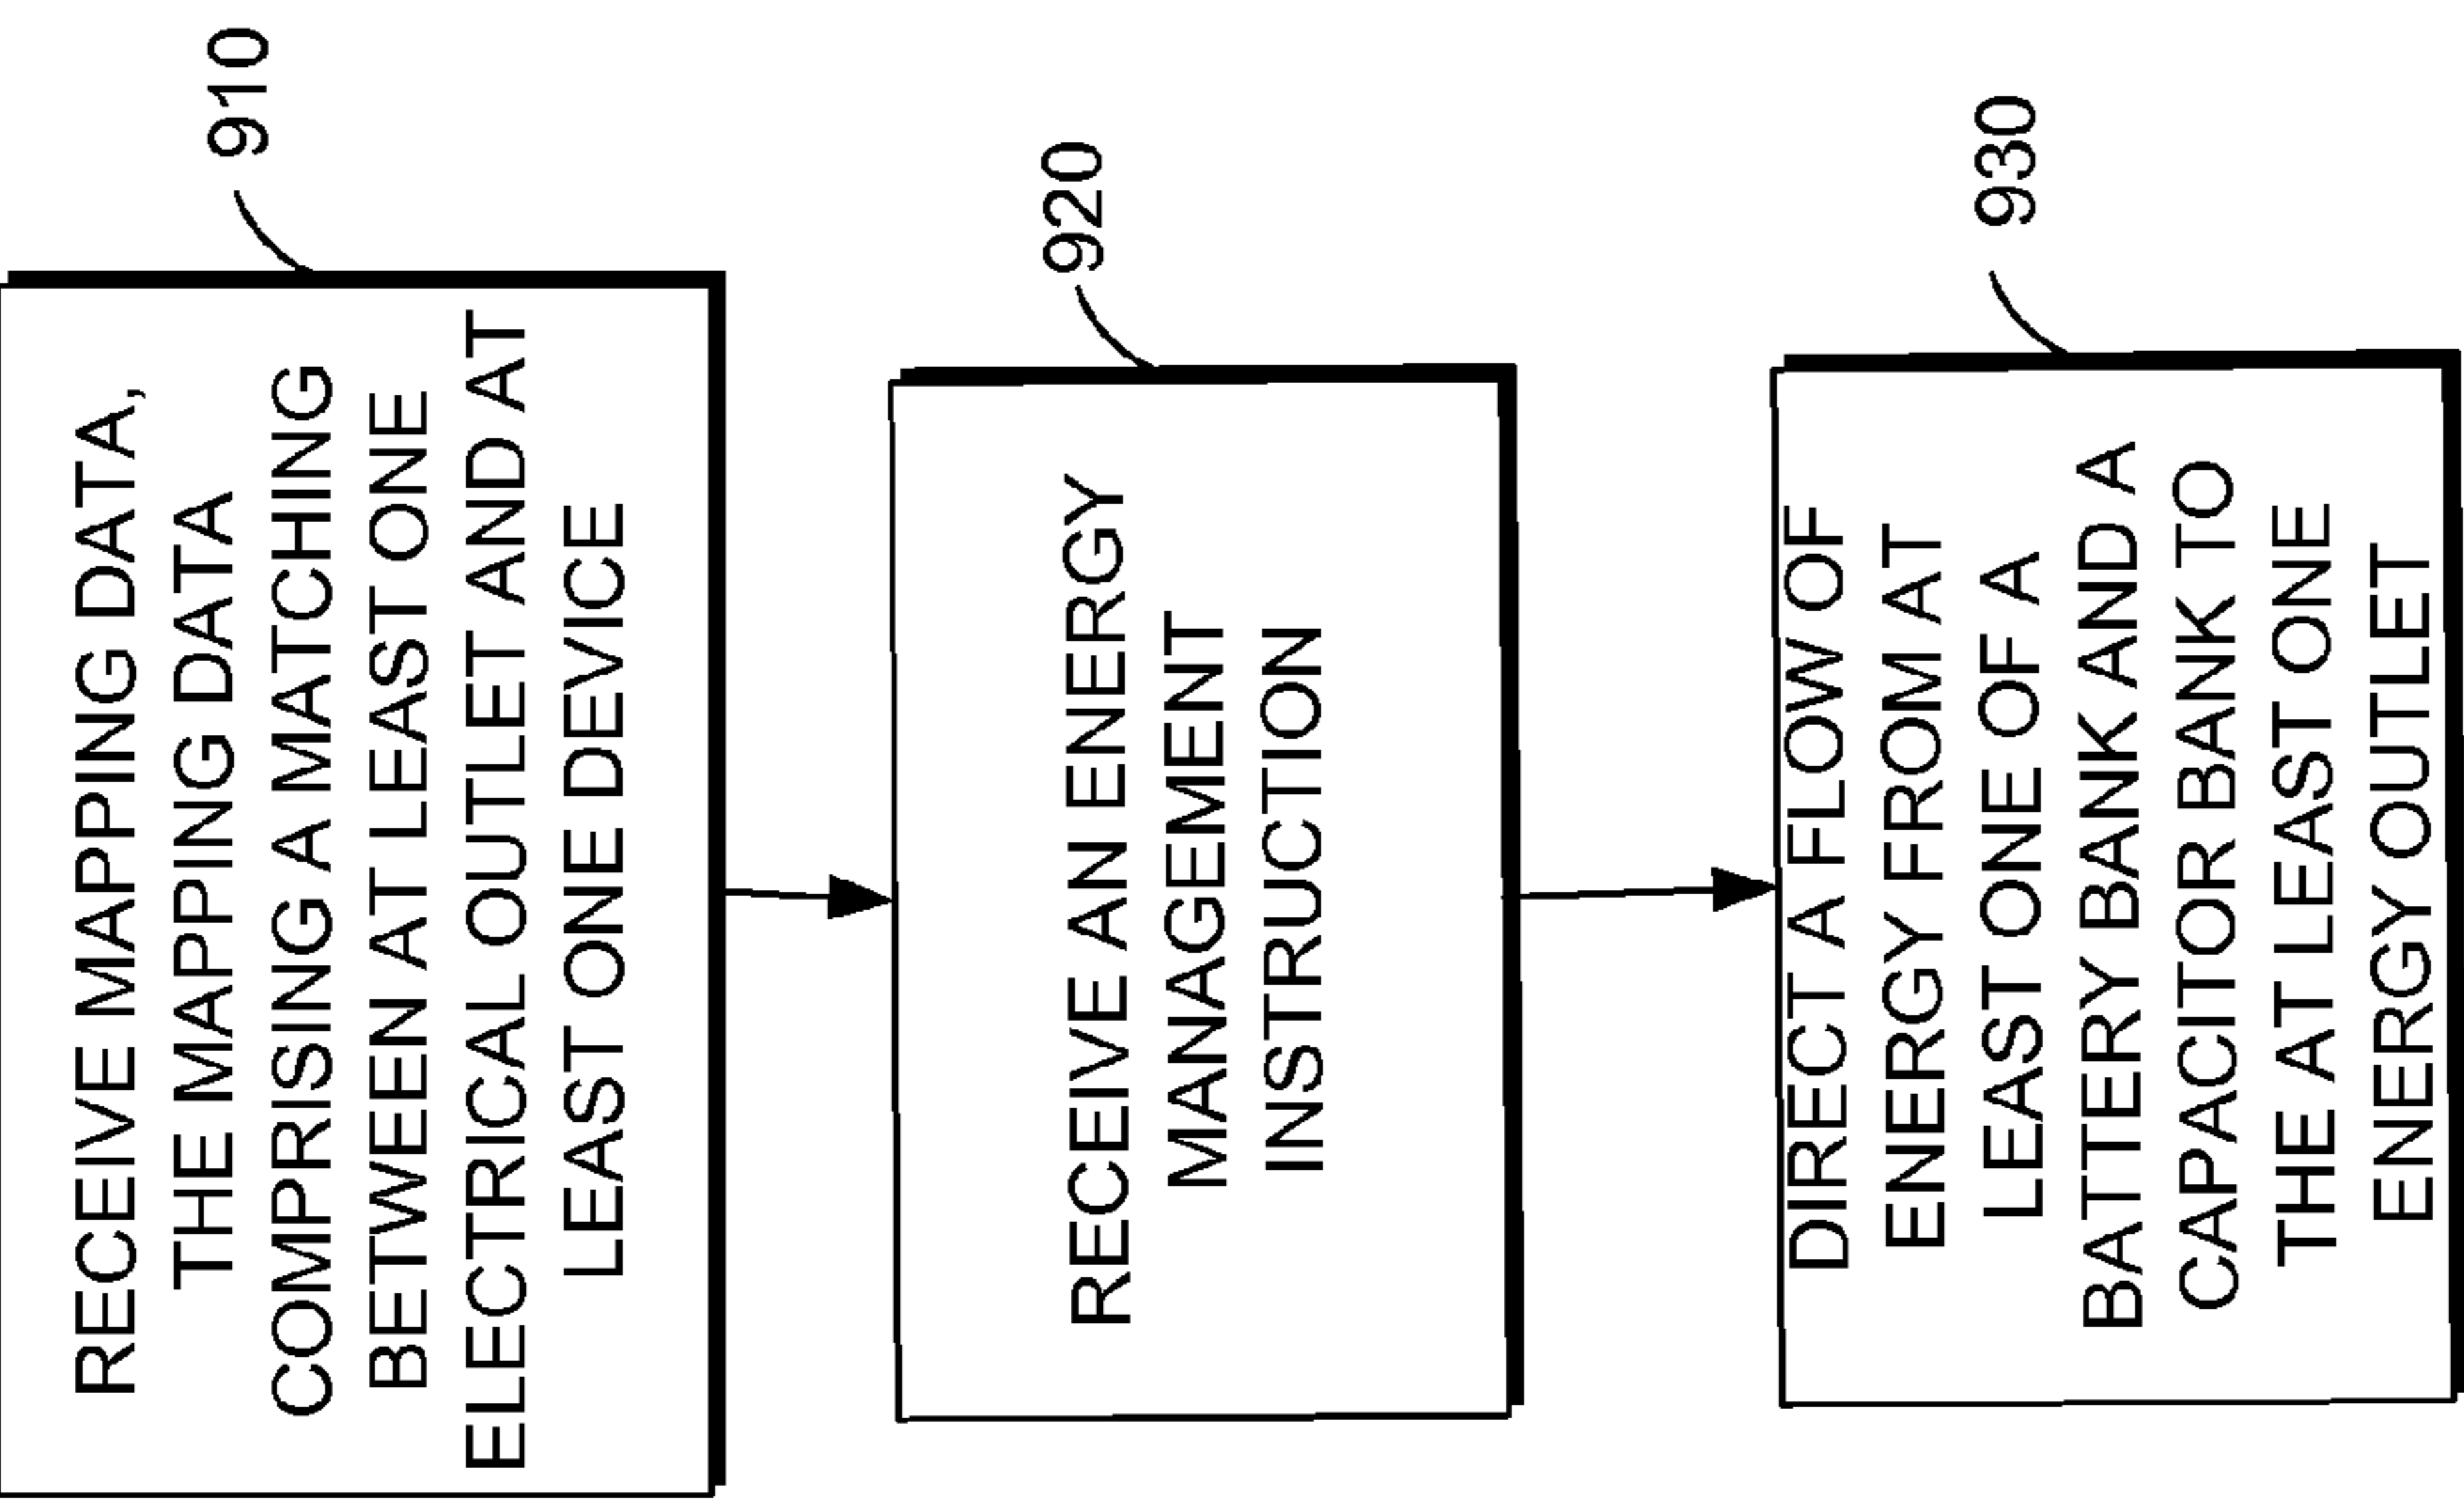 RECEIVE MAPPING DATA,
THE MAPPING DATA
COMPRISING A MATCHING
BETWEEN AT LEAST ONE
ELECTRICAL OUTLET AND AT
LEAST ONE DEVICE
910
RECEIVE AN ENERGY
MANAGEMENT
INSTRUCTION
920
DIRECT A FLOW OF
ENERGY FROM AT
LEAST ONE OF A
BATTERY BANK AND A
CAPACITOR BANK TO
THE AT LEAST ONE
ENERGY OUTLET
930